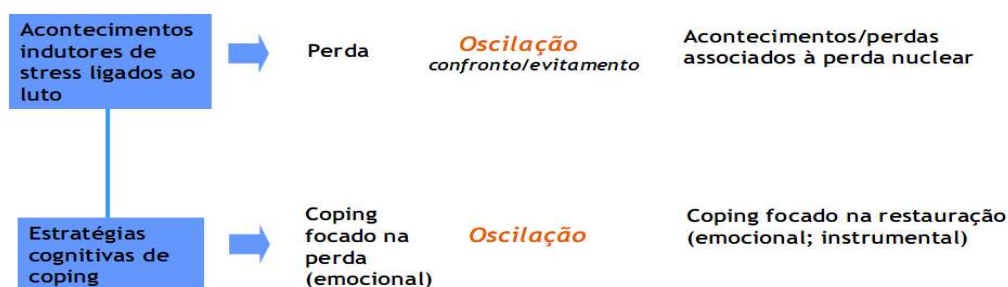 Acontecimentos
indutores de
stress ligados ao
luto
Perda
Oscilação
confronto/evitamento
Acontecimentos/perdas
associados à perda nuclear
Estratégias
cognitivas de
coping
Coping
focado na
perda
(emocional)
Oscilação
Coping focado na restauração
(emocional; instrumental)